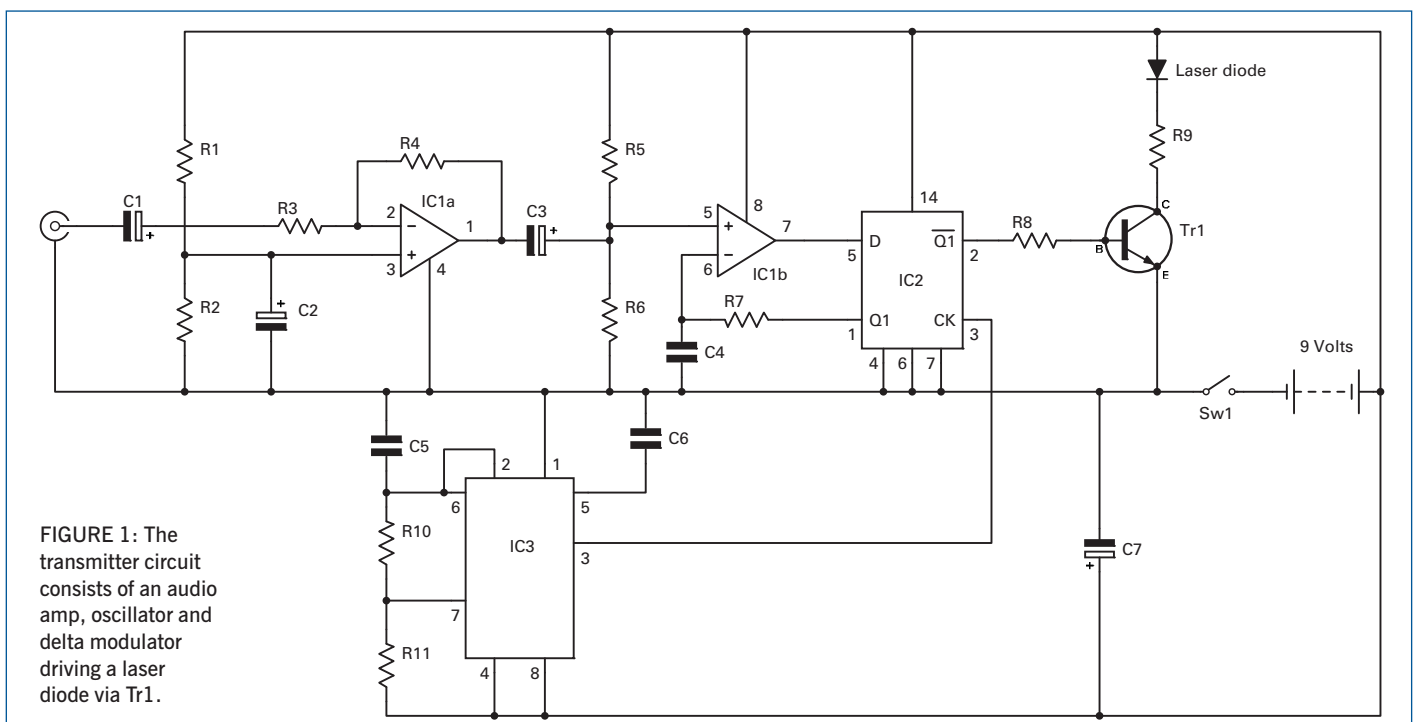 Laser diode
R1
R4
R5
R9
C1
R3
IC1a
C3
14
C
2
5
8
D
Q1
R8
Tr1
1
7
B
3
4
6
IC1b
5
2
E
IC2
R2
C2
R6
R7
Q1
CK
C4
1
3
9 Volts
4
6
7
Sw1
C5
C6
2
1
6
5
R10
IC3
3
C7
7
R11
4
8
FIGURE 1: The
transmitter circuit
consists of an audio
amp, oscillator and
delta modulator
driving a laser
diode via Tr1.
+
+
+
+
+
−
+
+
−